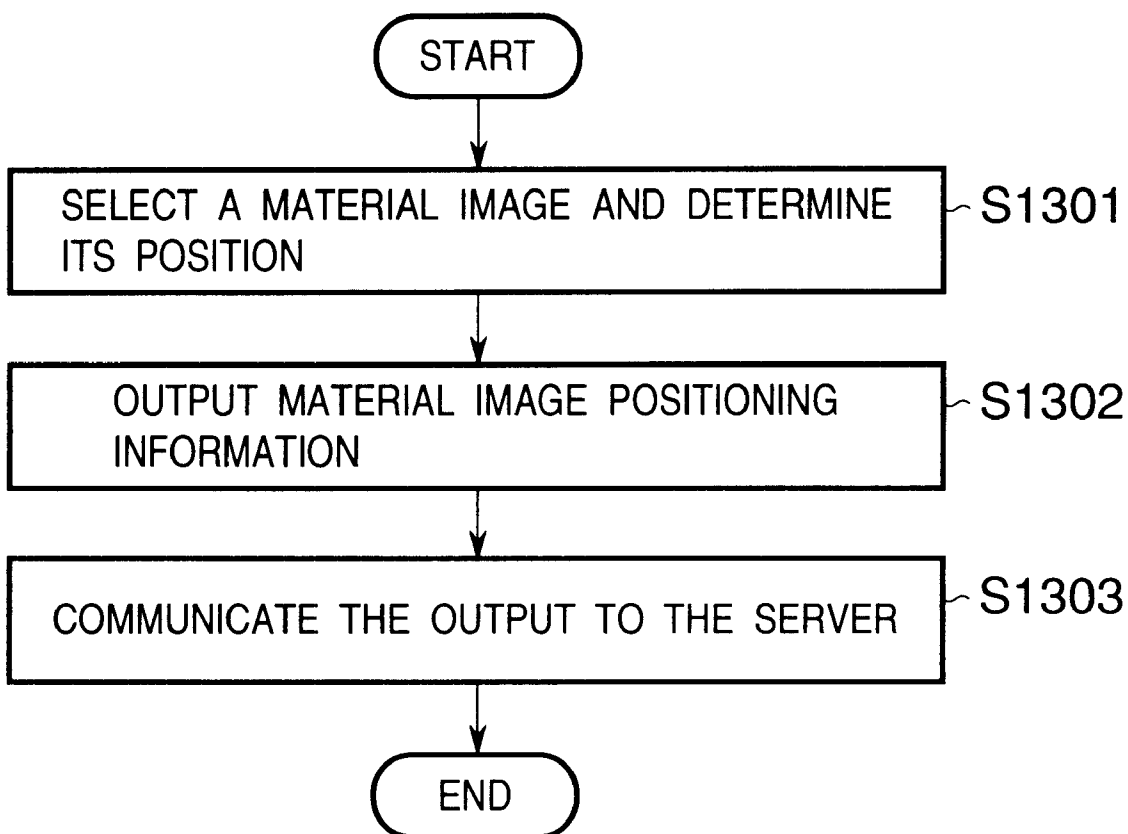 START
SELECT A MATERIAL IMAGE AND DETERMINE
ITS POSITION
S1301
OUTPUT MATERIAL IMAGE POSITIONING
INFORMATION
S1302
COMMUNICATE THE OUTPUT TO THE SERVER
S1303
END